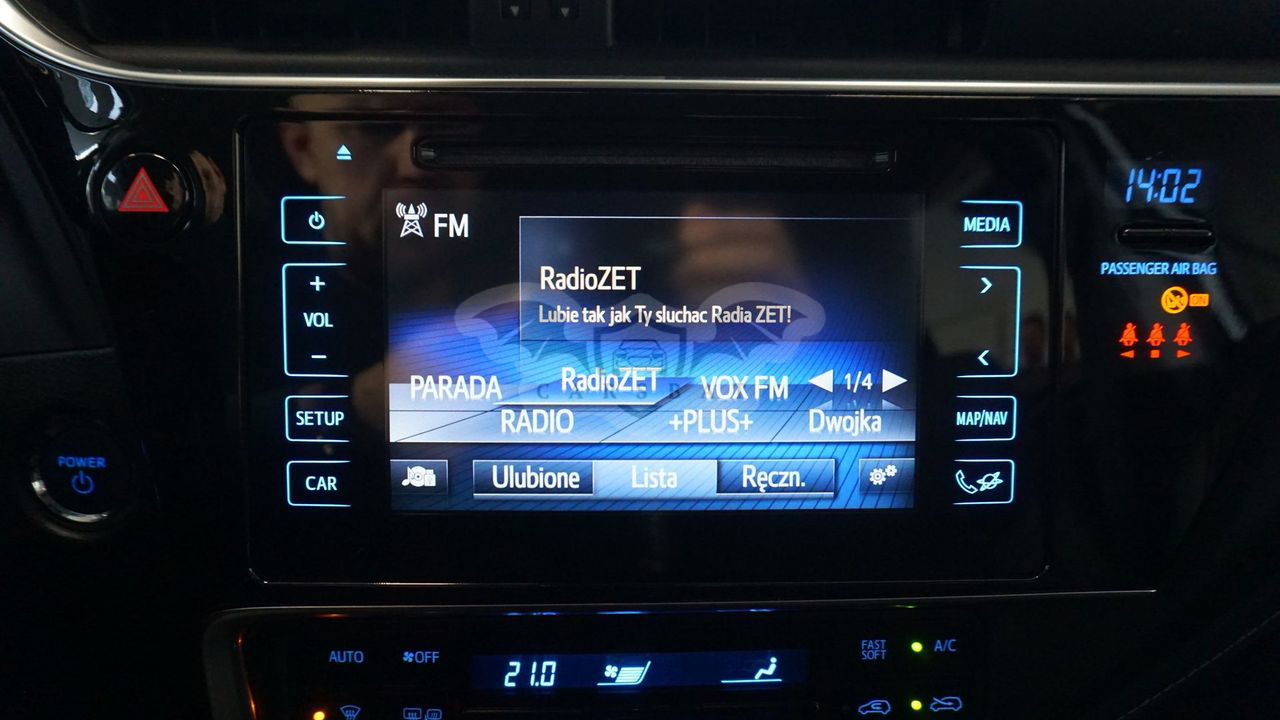 14:02
FM
MEDIA
PASSENGER AIR BAG
ON
RadioZET
+
VOL
−
Lubie tak jak Ty sluchac Radia ZET!
PARADA RadioZET VOX FM 1/4
CARSB
SETUP
RADIO +PLUS+ Dwojka
MAP/NAV
POWER
CAR
Ulubione Lista Ręczn.
AUTO OFF
21.0
FAST
SOFT
A/C